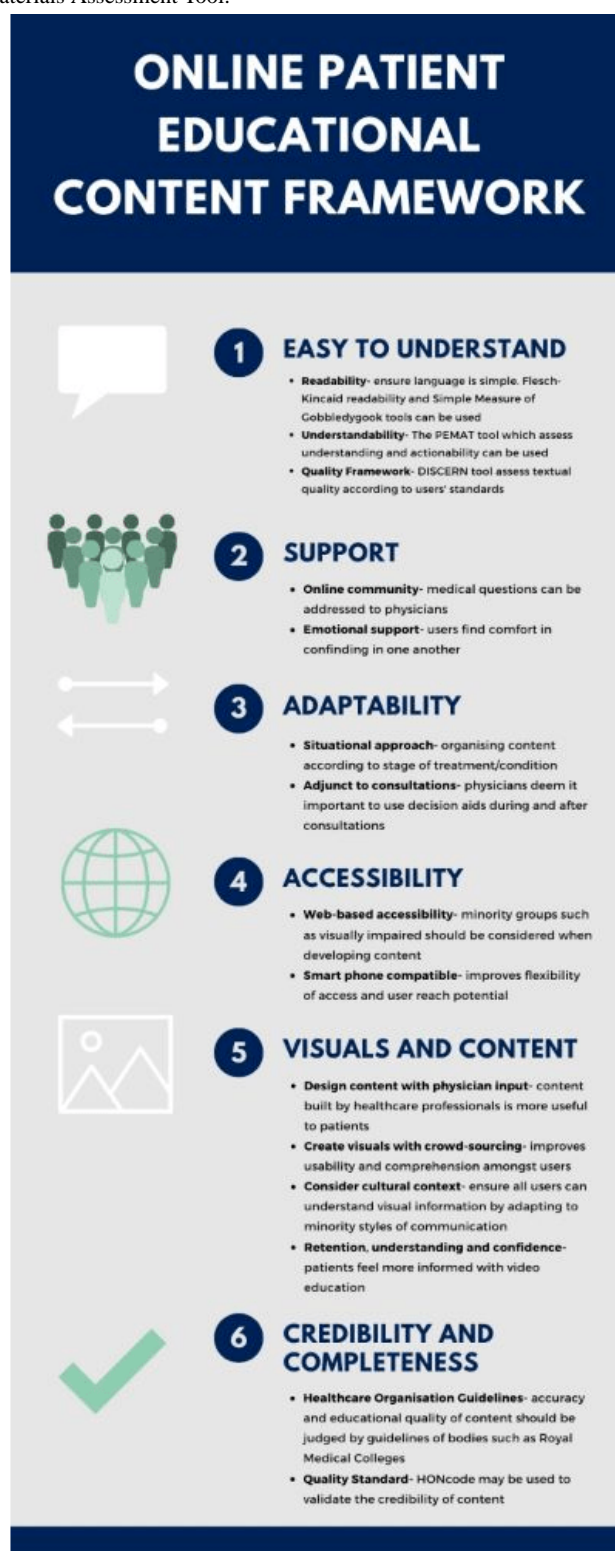 Materials Assessment Tool.
ONLINE PATIENT
EDUCATIONAL
CONTENT FRAMEWORK
1
EASY TO UNDERSTAND
• Readability- ensure language is simple. Flesch-
Kincaid readability and Simple Measure of
Gobbledygook tools can be used
• Understandability- The PEMAT tool which assess
understanding and actionability can be used
• Quality Framework- DISCERN tool assess textual
quality according to users' standards
2
SUPPORT
• Online community- medical questions can be
addressed to physicians
• Emotional support- users find comfort in
confinding in one another
3
ADAPTABILITY
• Situational approach- organising content
according to stage of treatment/condition
• Adjunct to consultations- physicians deem it
important to use decision aids during and after
consultations
4
ACCESSIBILITY
• Web-based accessibility- minority groups such
as visually impaired should be considered when
developing content
• Smart phone compatible- improves flexibility
of access and user reach potential
5
VISUALS AND CONTENT
• Design content with physician input- content
built by healthcare professionals is more useful
to patients
• Create visuals with crowd-sourcing- improves
usability and comprehension amongst users
• Consider cultural context- ensure all users can
understand visual information by adapting to
minority styles of communication
• Retention, understanding and confidence-
patients feel more informed with video
education
6
CREDIBILITY AND
COMPLETENESS
• Healthcare Organisation Guidelines- accuracy
and educational quality of content should be
judged by guidelines of bodies such as Royal
Medical Colleges
• Quality Standard- HONcode may be used to
validate the credibility of content